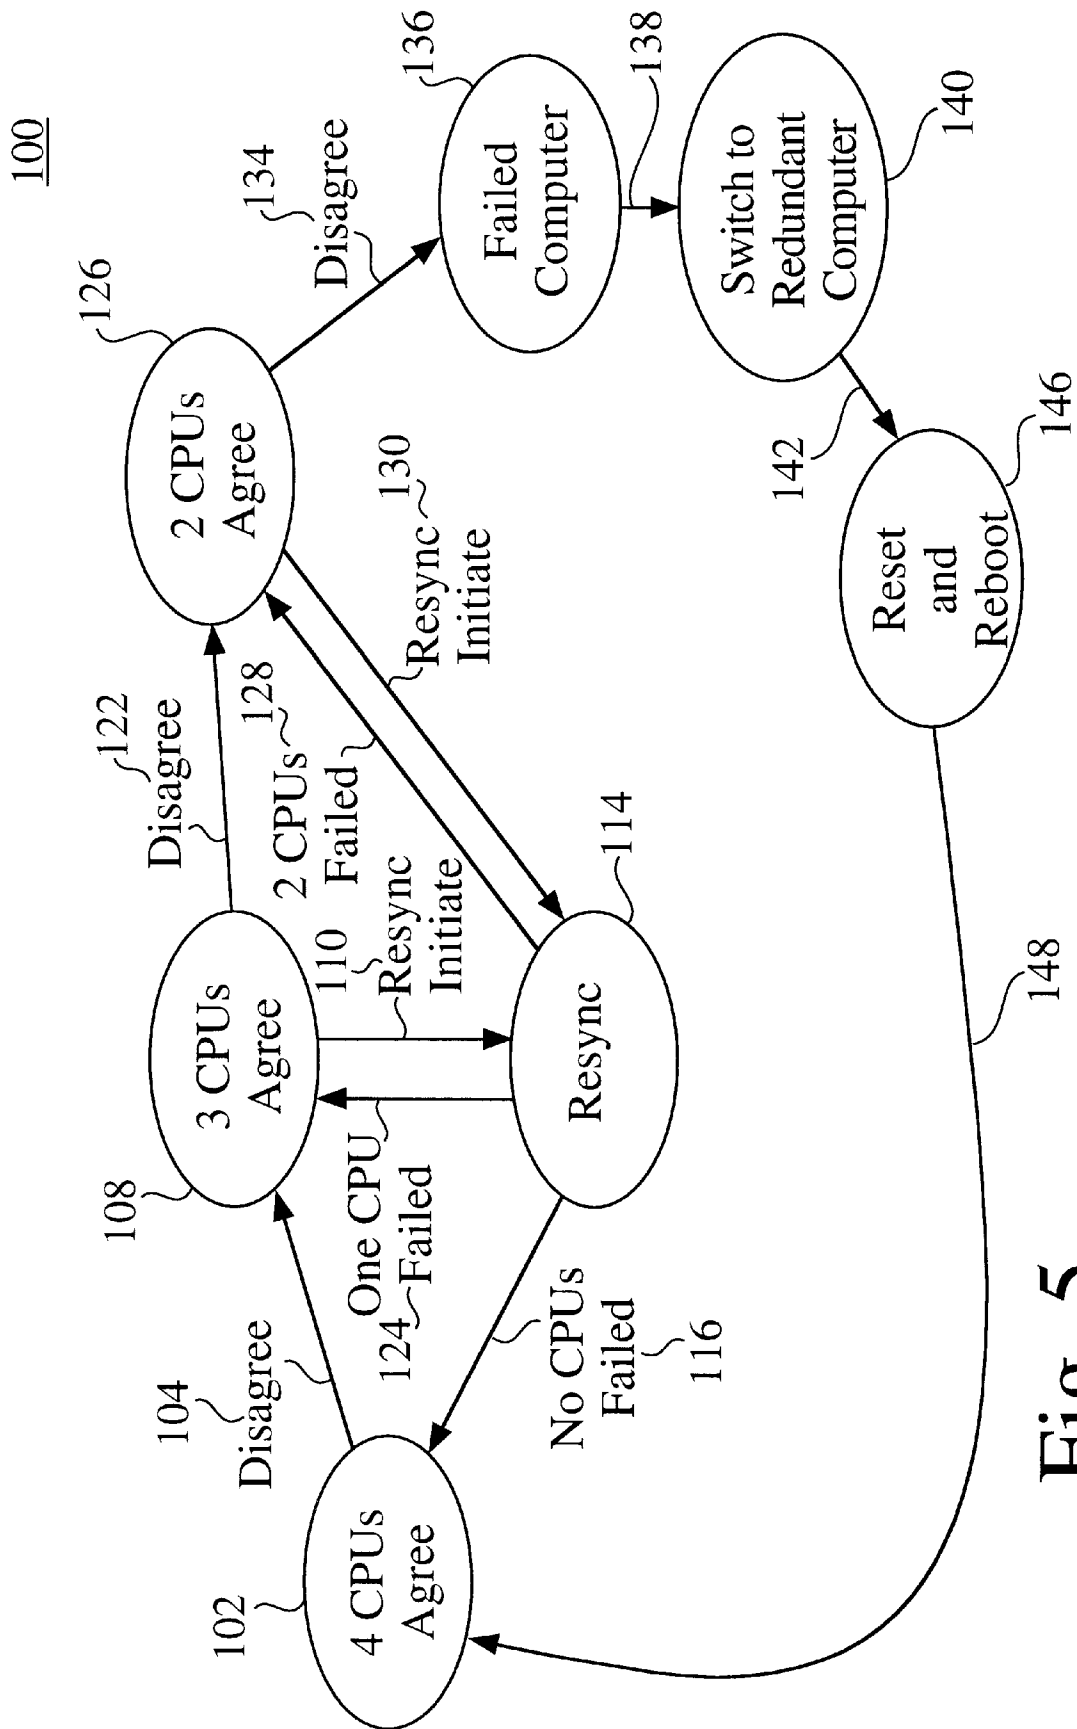 100
104
Disagree
102
4 CPUs
Agree
108
3 CPUs
Agree
122
Disagree
126
2 CPUs
Agree
134
Disagree
136
Failed
Computer
138
Switch to
Redundant
Computer
140
142
Reset
and
Reboot
146
148
One CPU
Failed
124
110
Resync
Initiate
2 CPUs
Failed
128
Resync
Initiate
130
No CPUs
Failed
116
Resync
114
Fig. 5